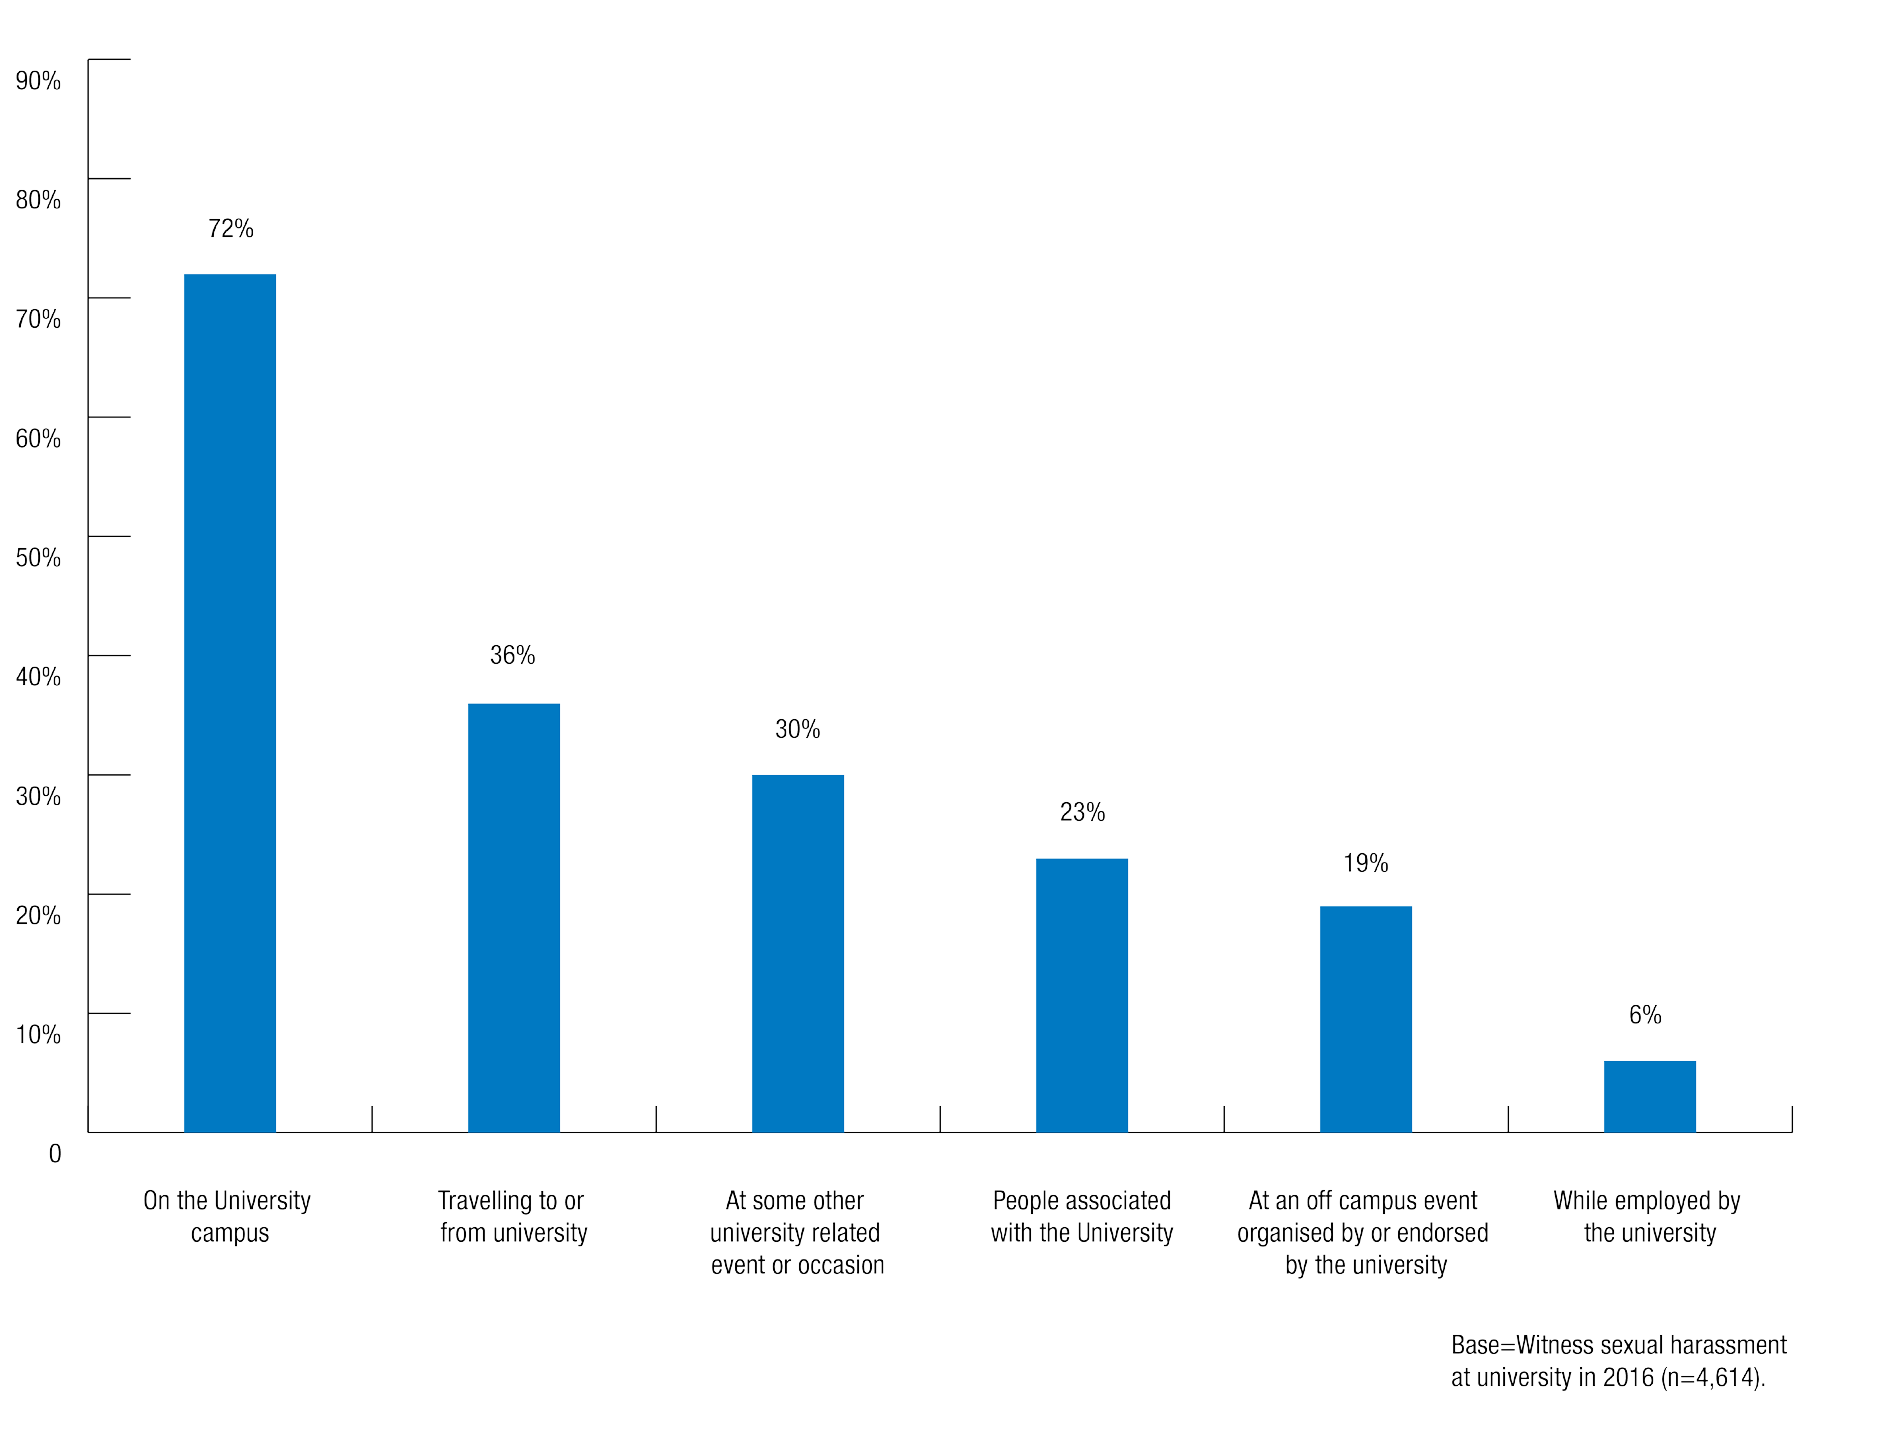 90%
80%
70%
60%
50%
40%
30%
20%
10%
0
72%
36%
30%
23%
19%
6%
On the University
campus
Travelling to or
from university
At some other
university related
event or occasion
People associated
with the University
At an off campus event
organised by or endorsed
by the university
While employed by
the university
Base=Witness sexual harassment
at university in 2016 (n=4,614).